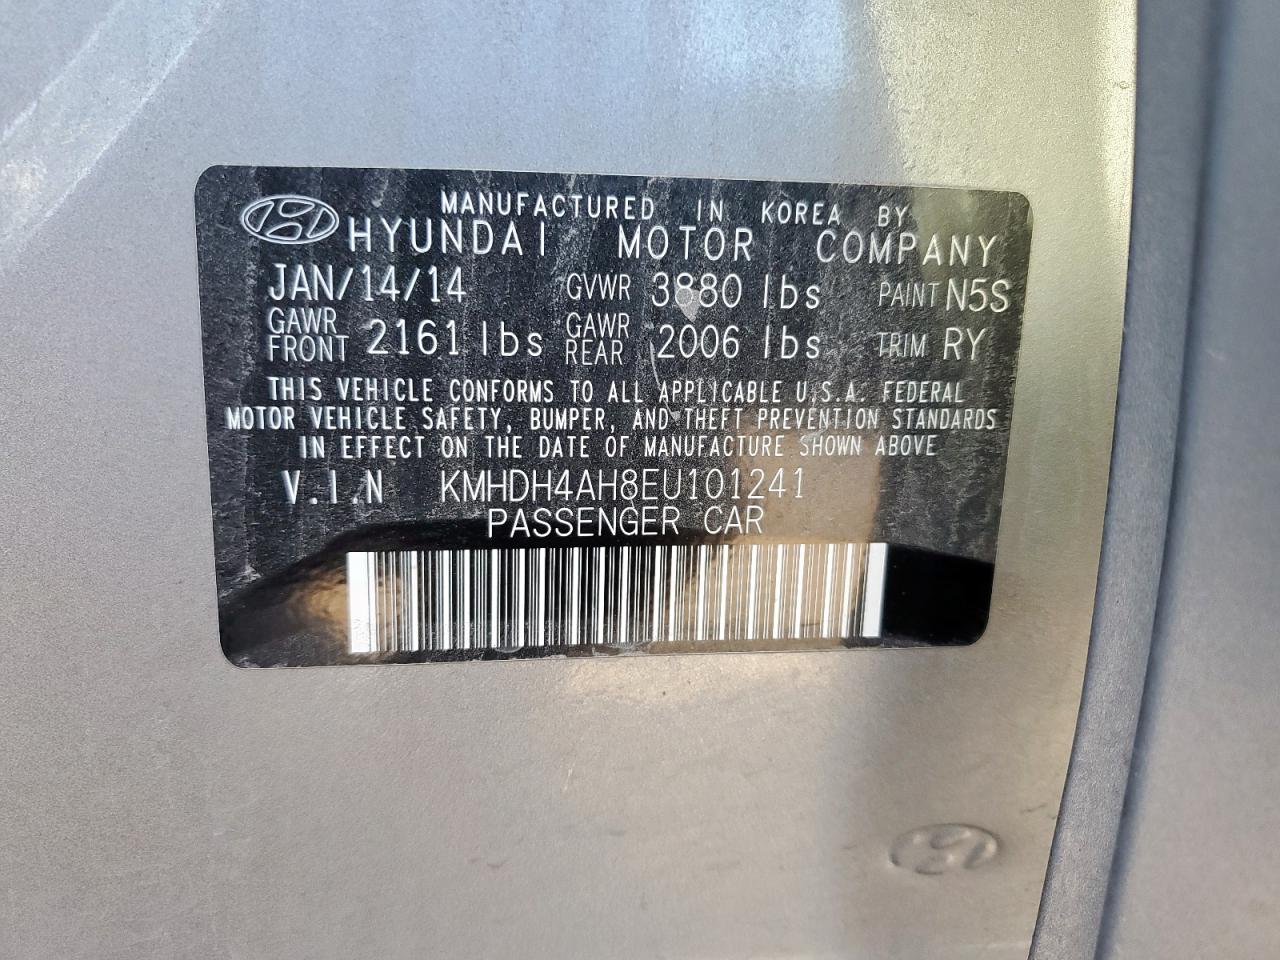 MANUFACTURED IN KOREA BY
HYUNDAI MOTOR COMPANY
JAN/14/14 GVWR 3880 lbs PAINT N5S
GAWR FRONT 2161 lbs GAWR REAR 2006 lbs TRIM RY
THIS VEHICLE CONFORMS TO ALL APPLICABLE U.S.A. FEDERAL
MOTOR VEHICLE SAFETY, BUMPER, AND THEFT PREVENTION STANDARDS
IN EFFECT ON THE DATE OF MANUFACTURE SHOWN ABOVE
V.I.N KMHDH4AH8EU101241
PASSENGER CAR